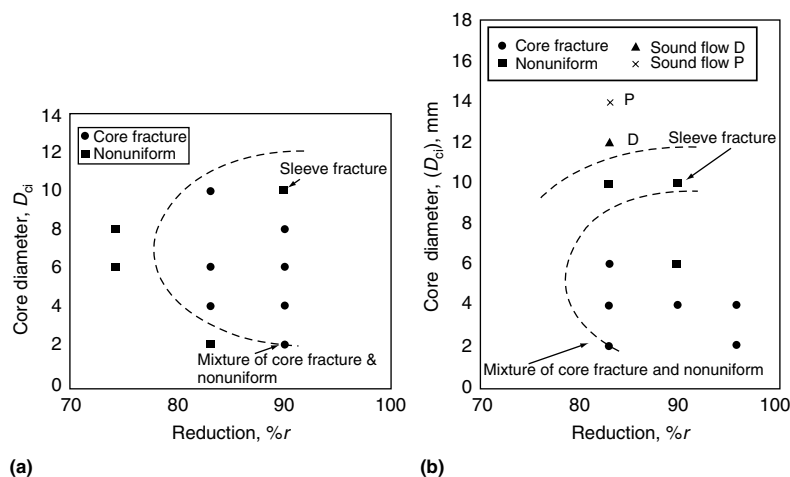 14
12
10
8
6
4
2
0
Core diameter, D_ci
Core fracture
Nonuniform
Sleeve fracture
Mixture of core fracture &
nonuniform
70 80 90 100
Reduction, %r
(a)
18
16
14
12
10
8
6
4
2
0
Core diameter, (D_ci), mm
Core fracture Sound flow D
Nonuniform Sound flow P
P
D
Sleeve fracture
Mixture of core fracture and nonuniform
70 80 90 100
Reduction, %r
(b)